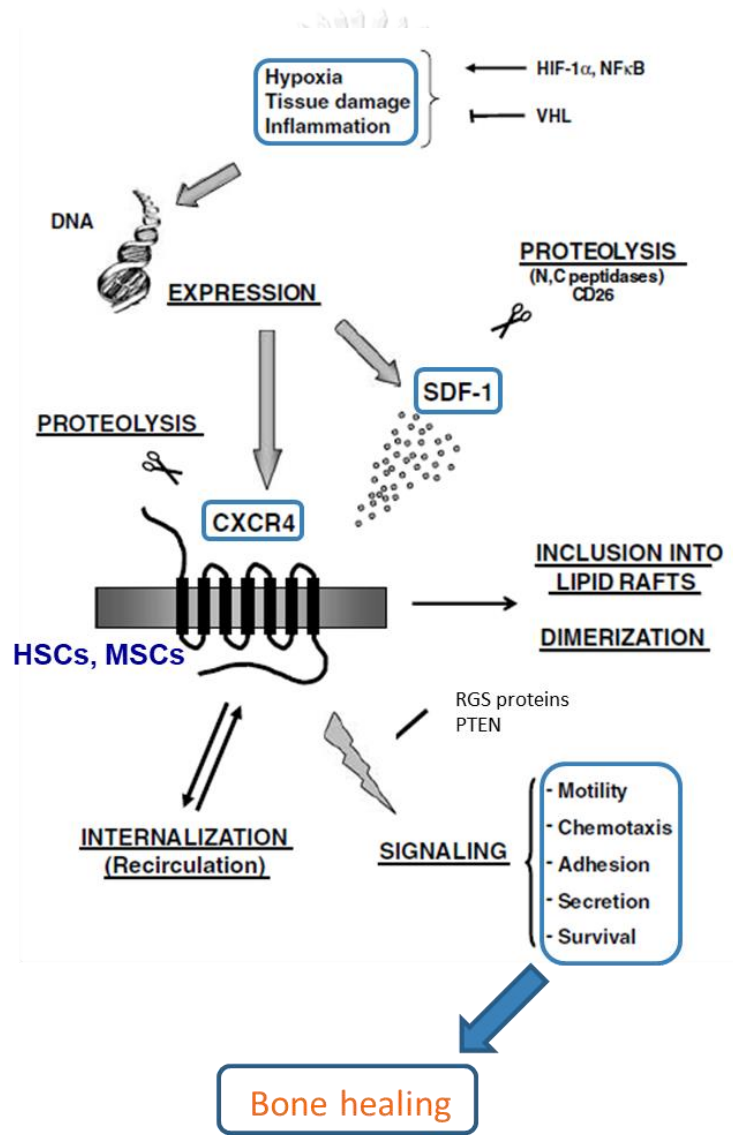 Hypoxia
Tissue damage
Inflammation
HIF-1α, NFκB
VHL
DNA
PROTEOLYSIS
(N,C peptidases)
CD26
EXPRESSION
SDF-1
PROTEOLYSIS
CXCR4
INCLUSION INTO
LIPID RAFTS
DIMERIZATION
HSCs, MSCs
RGS proteins
PTEN
INTERNALIZATION
(Recirculation)
SIGNALING
- Motility
- Chemotaxis
- Adhesion
- Secretion
- Survival
Bone healing